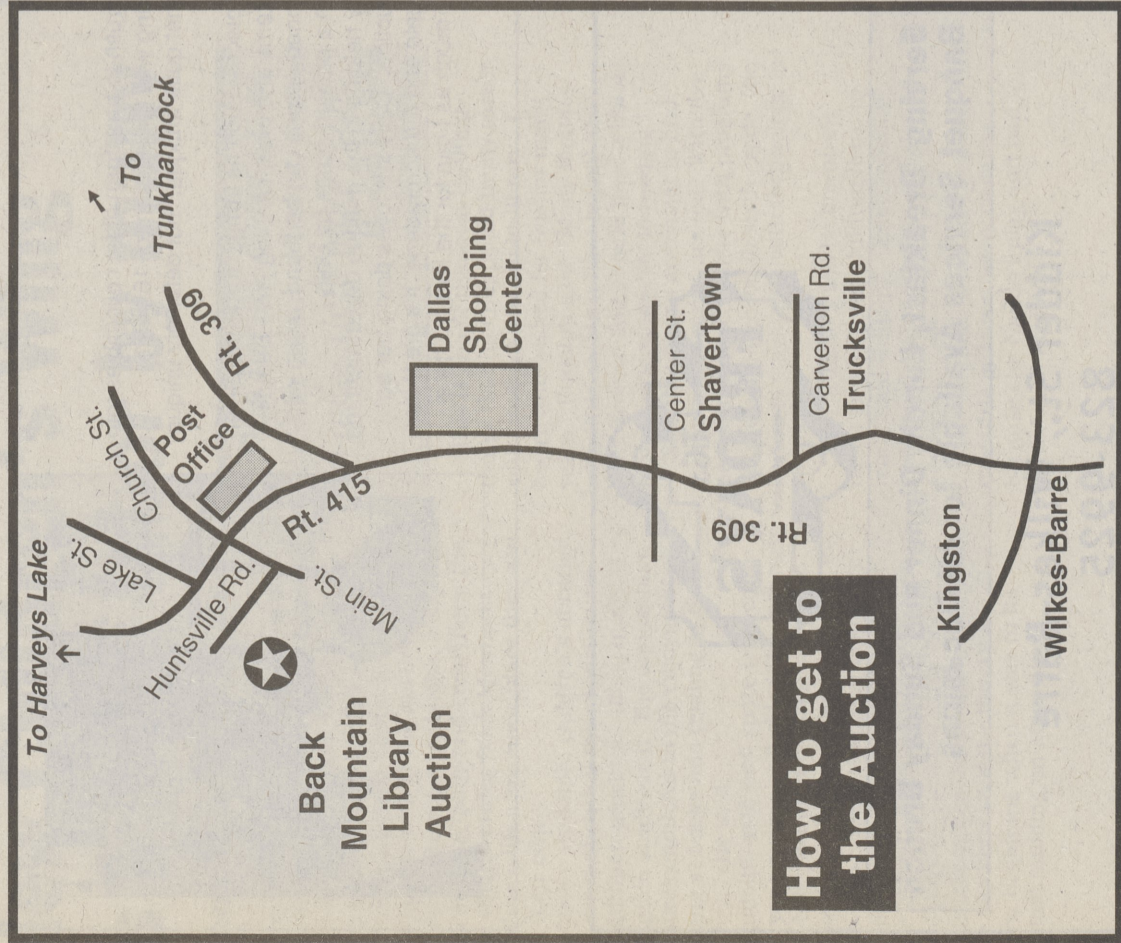 To Harveys Lake
Lake St.
Church St.
To
Tunkhannock
Huntsville Rd.
Post
Office
Rt. 309
Back
Mountain
Library
Auction
Main St.
Rt. 415
Dallas
Shopping
Center
Center St.
Shavertown
Rt. 309
Carverton Rd.
Trucksville
How to get to
the Auction
Kingston
Wilkes-Barre